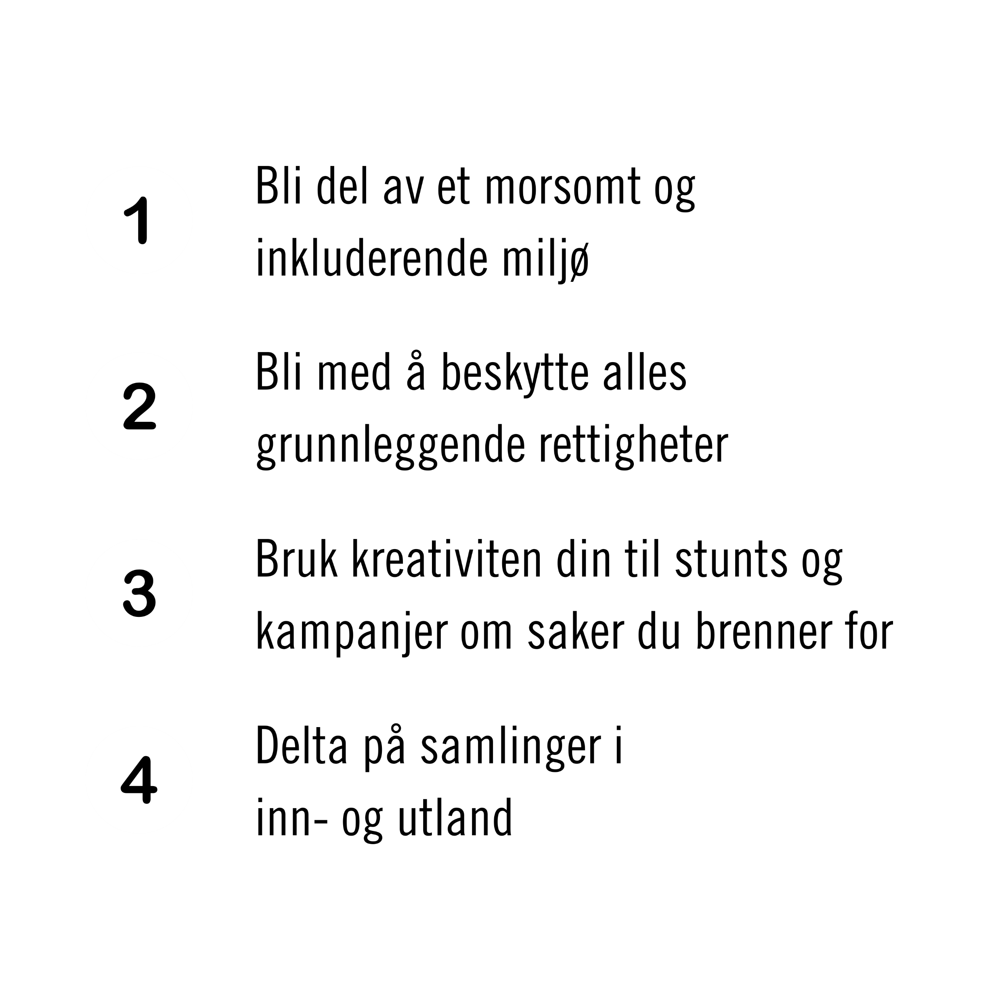 1
Bli del av et morsomt og
inkluderende miljø
2
Bli med å beskytte alles
grunnleggende rettigheter
3
Bruk kreativiten din til stunts og
kampanjer om saker du brenner for
4
Delta på samlinger i
inn- og utland